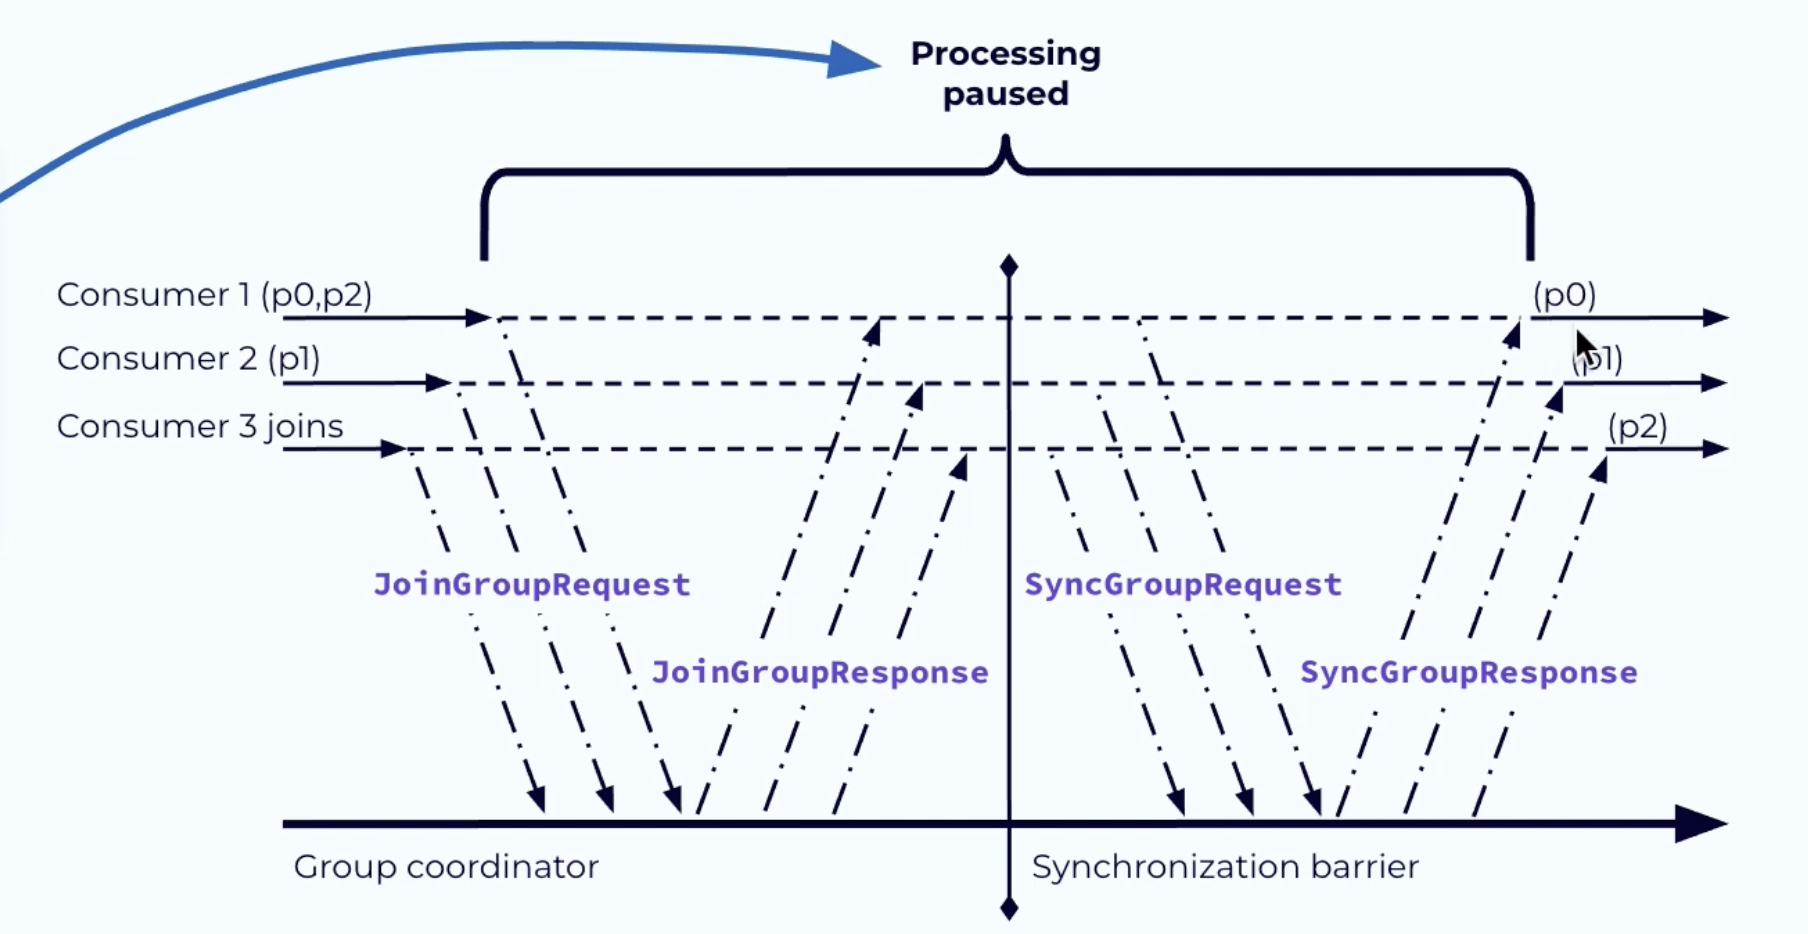 Processing
paused
Consumer 1 (p0,p2)
(p0)
Consumer 2 (p1)
(p1)
Consumer 3 joins
(p2)
JoinGroupRequest
SyncGroupRequest
JoinGroupResponse
SyncGroupResponse
Group coordinator
Synchronization barrier